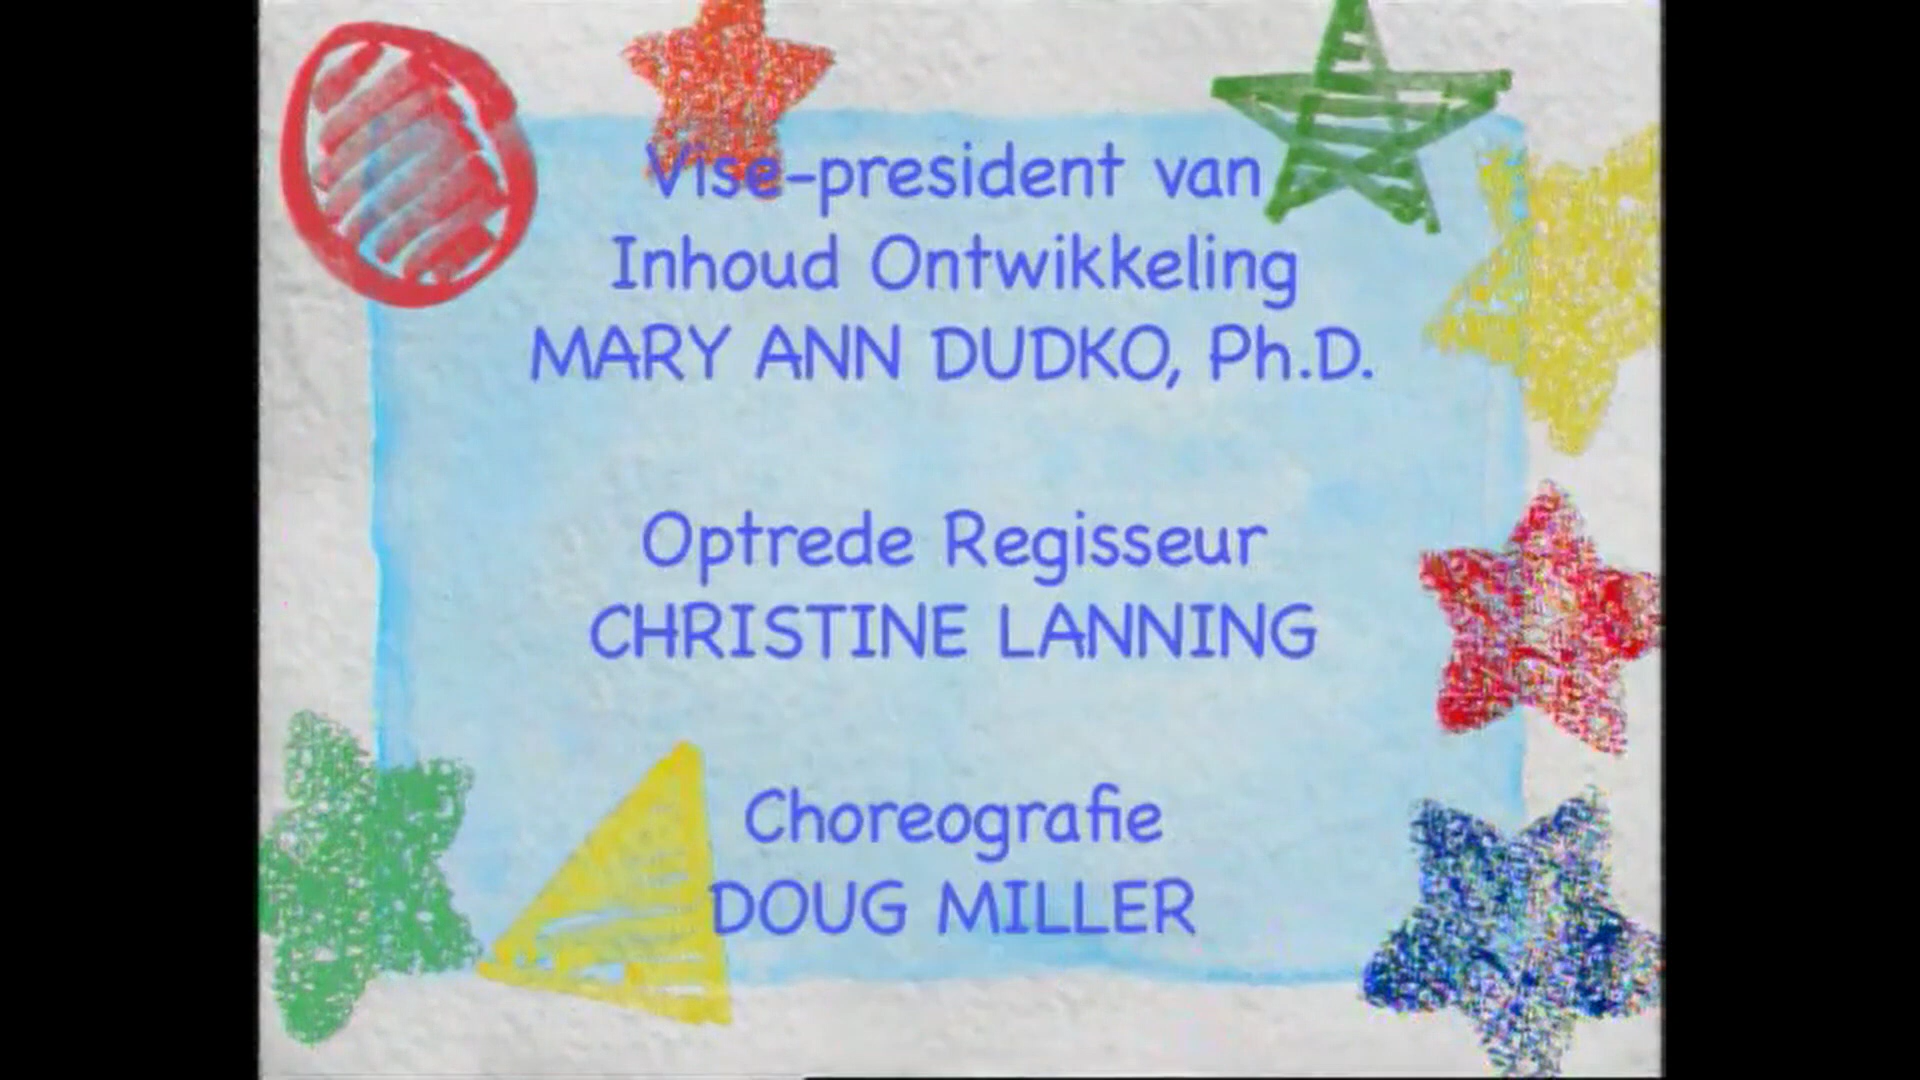 Vise-president van
Inhoud Ontwikkeling
MARY ANN DUDKO, Ph.D.
Optrede Regisseur
CHRISTINE LANNING
Choreografie
DOUG MILLER